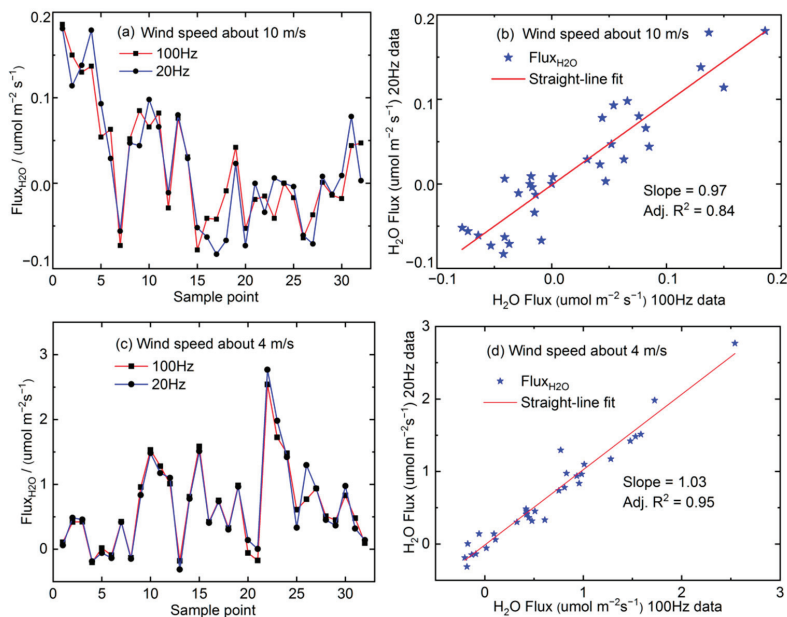 (a) Wind speed about 10 m/s
100Hz
20Hz
Flux_H2O / (umol m⁻² s⁻¹)
0.2
0.1
0.0
−0.1
0 5 10 15 20 25 30
Sample point
(b) Wind speed about 10 m/s
Flux_H2O
Straight-line fit
Slope = 0.97
Adj. R² = 0.84
H₂O Flux (umol m⁻² s⁻¹) 20Hz data
0.2
0.1
0.0
−0.1
−0.1 0.0 0.1 0.2
H₂O Flux (umol m⁻² s⁻¹) 100Hz data
(c) Wind speed about 4 m/s
100Hz
20Hz
Flux_H2O / (umol m⁻² s⁻¹)
3
2
1
0
0 5 10 15 20 25 30
Sample point
(d) Wind speed about 4 m/s
Flux_H2O
Straight-line fit
Slope = 1.03
Adj. R² = 0.95
H₂O Flux (umol m⁻²s⁻¹) 20Hz data
3
2
1
0
0 1 2 3
H₂O Flux (umol m⁻²s⁻¹) 100Hz data